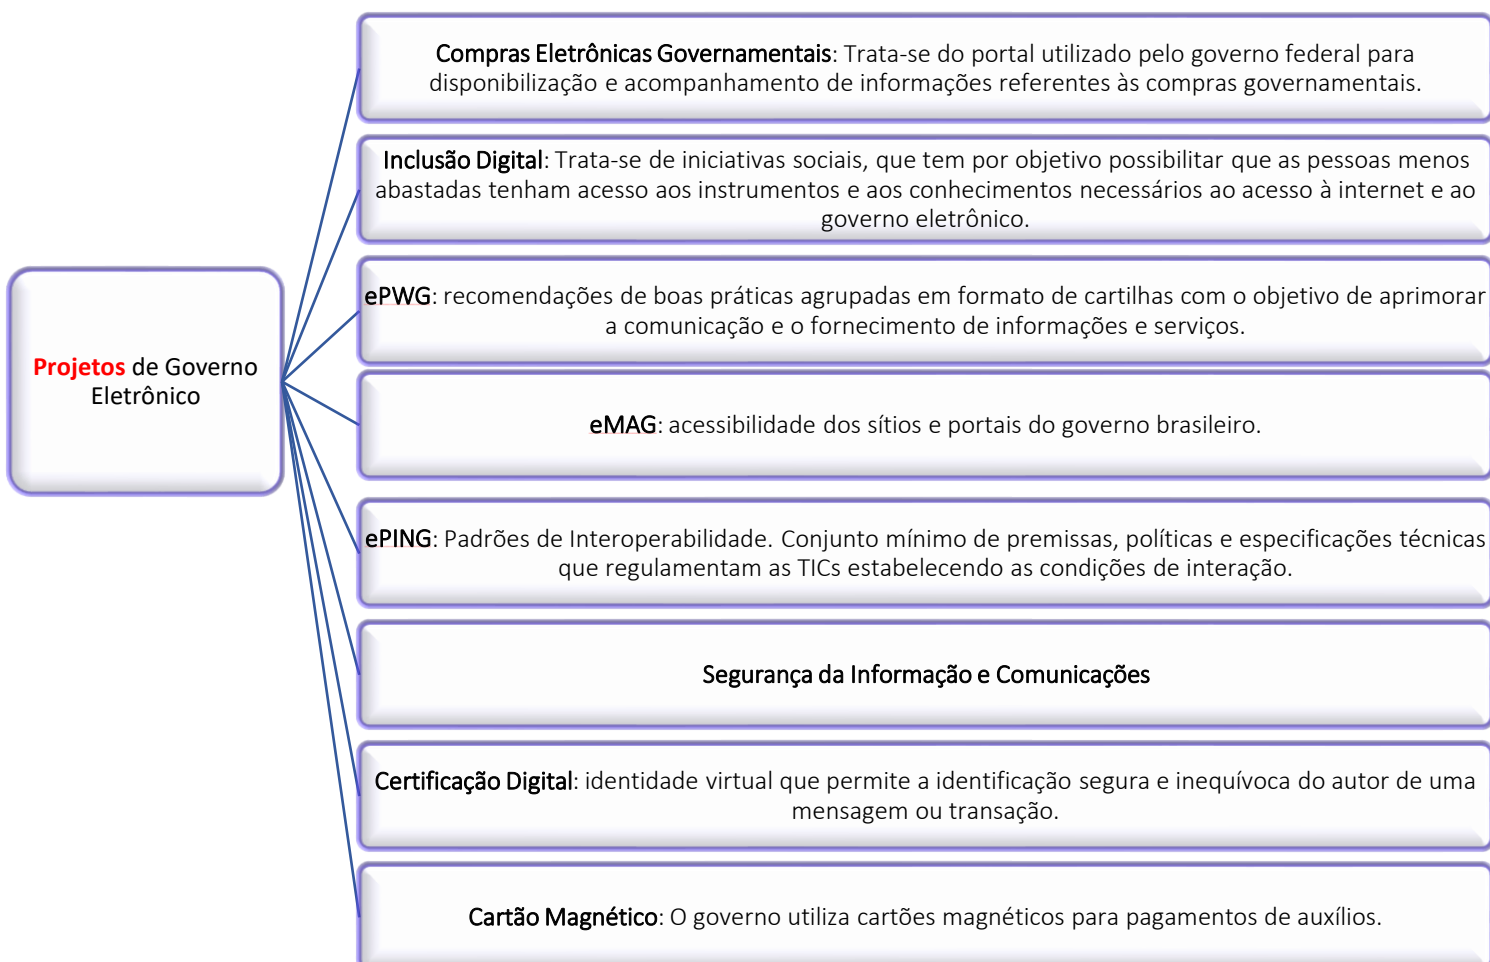 Compras Eletrônicas Governamentais: Trata-se do portal utilizado pelo governo federal para
disponibilização e acompanhamento de informações referentes às compras governamentais.
Inclusão Digital: Trata-se de iniciativas sociais, que tem por objetivo possibilitar que as pessoas menos
abastadas tenham acesso aos instrumentos e aos conhecimentos necessários ao acesso à internet e ao
governo eletrônico.
ePWG: recomendações de boas práticas agrupadas em formato de cartilhas com o objetivo de aprimorar
a comunicação e o fornecimento de informações e serviços.
Projetos de Governo
Eletrônico
eMAG: acessibilidade dos sítios e portais do governo brasileiro.
ePING: Padrões de Interoperabilidade. Conjunto mínimo de premissas, políticas e especificações técnicas
que regulamentam as TICs estabelecendo as condições de interação.
Segurança da Informação e Comunicações
Certificação Digital: identidade virtual que permite a identificação segura e inequívoca do autor de uma
mensagem ou transação.
Cartão Magnético: O governo utiliza cartões magnéticos para pagamentos de auxílios.